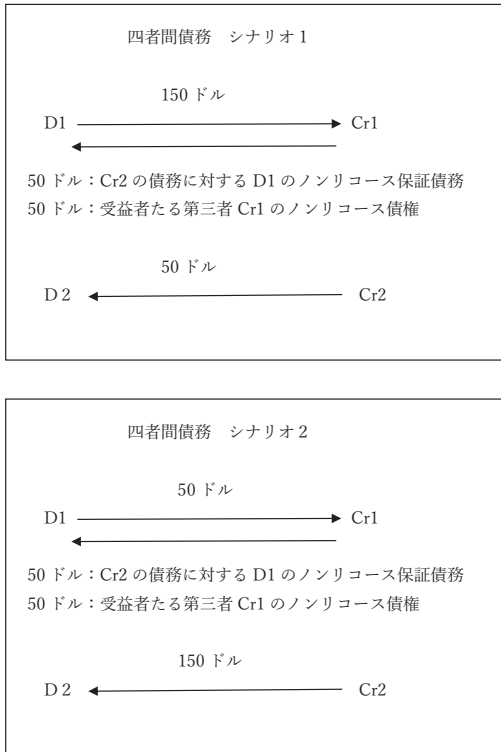 四者間債務　シナリオ 1
150 ドル
D1 Cr1
50 ドル：Cr2 の債務に対する D1 のノンリコース保証債務
50 ドル：受益者たる第三者 Cr1 のノンリコース債権
50 ドル
D 2 Cr2
四者間債務　シナリオ 2
50 ドル
D1 Cr1
50 ドル：Cr2 の債務に対する D1 のノンリコース保証債務
50 ドル：受益者たる第三者 Cr1 のノンリコース債権
150 ドル
D 2 Cr2